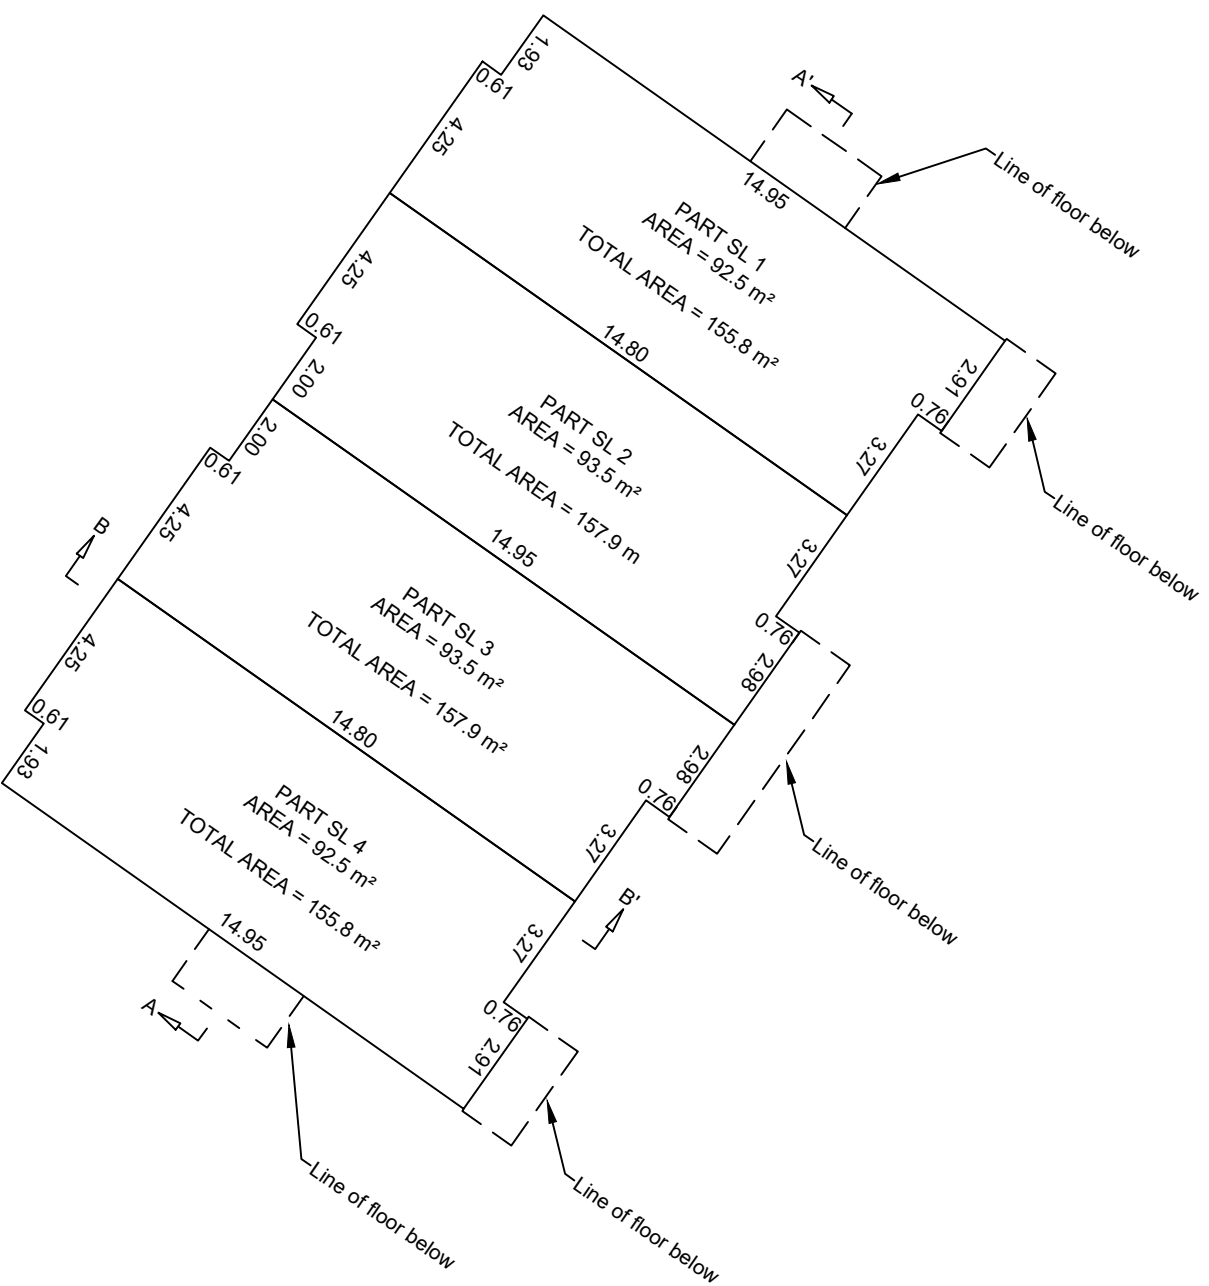 1.93
0.61
A'
4.25
Line of floor below
14.95
PART SL 1
AREA = 92.5 m²
TOTAL AREA = 155.8 m²
4.25
0.61
14.80
2.91
0.76
2.00
3.27
Line of floor below
PART SL 2
AREA = 93.5 m²
TOTAL AREA = 157.9 m
2.00
0.61
4.25
B
14.95
3.27
0.76
2.98
PART SL 3
AREA = 93.5 m²
TOTAL AREA = 157.9 m²
4.25
0.61
1.93
14.80
2.98
0.76
Line of floor below
3.27
PART SL 4
AREA = 92.5 m²
TOTAL AREA = 155.8 m²
B'
14.95
3.27
A
0.76
2.91
Line of floor below
Line of floor below